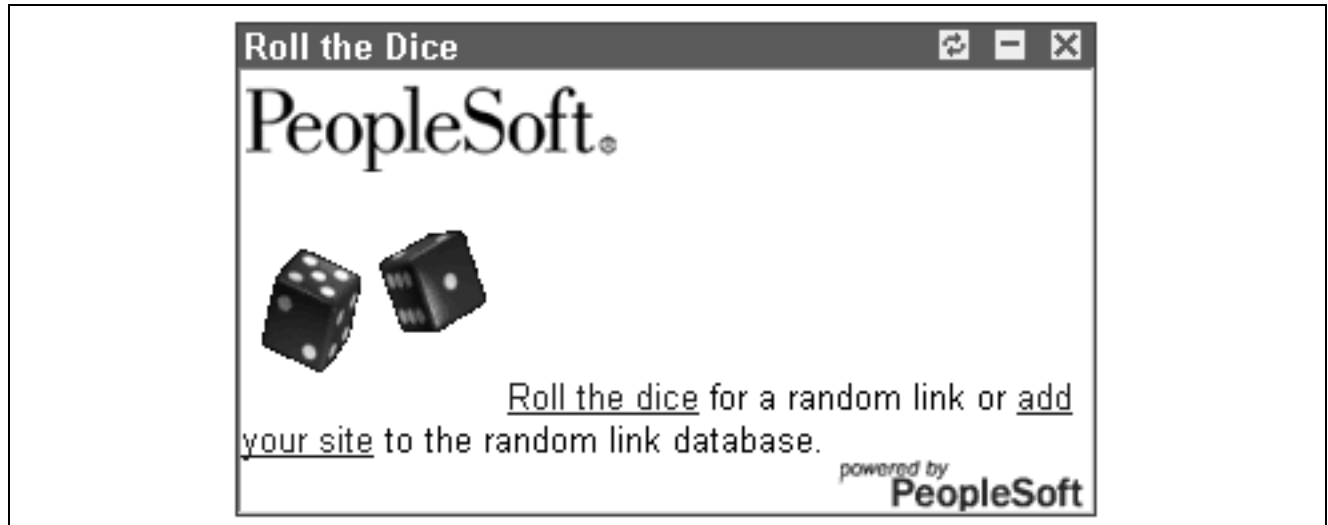 Roll the Dice
PeopleSoft®
Roll the dice for a random link or add
your site to the random link database.
powered by
PeopleSoft